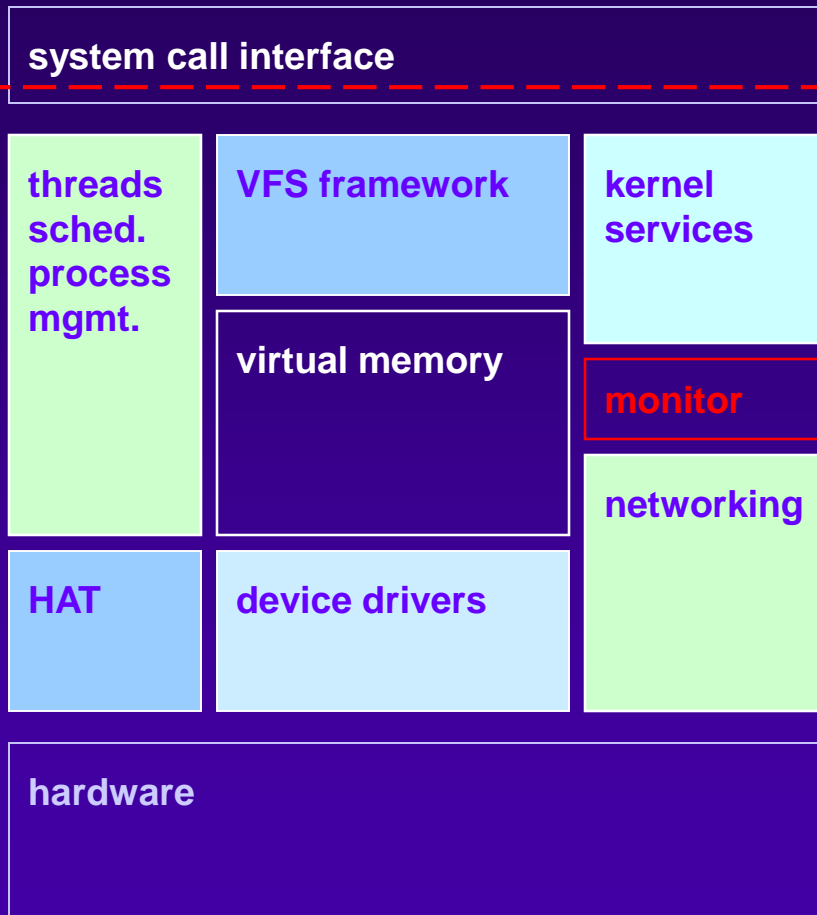 system call interface
threads
sched.
process
mgmt.
VFS framework
kernel
services
virtual memory
monitor
networking
HAT
device drivers
hardware